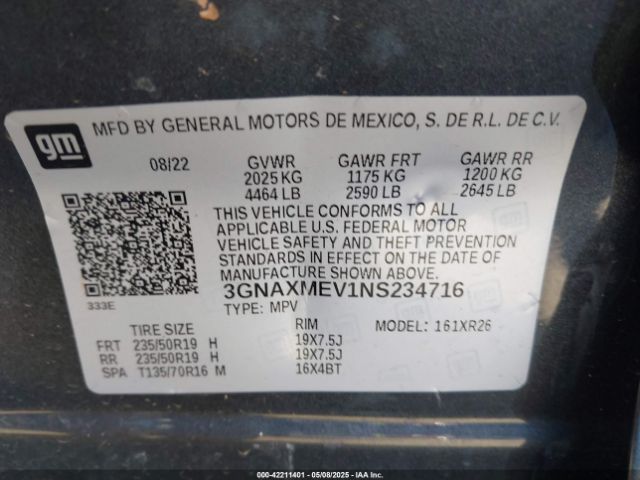 gm
MFD BY GENERAL MOTORS DE MEXICO, S. DE R.L. DE C.V.
08/22 GVWR GAWR FRT GAWR RR
2025 KG 1175 KG 1200 KG
4464 LB 2590 LB 2645 LB
THIS VEHICLE CONFORMS TO ALL
APPLICABLE U.S. FEDERAL MOTOR
VEHICLE SAFETY AND THEFT PREVENTION
STANDARDS IN EFFECT ON THE DATE OF
MANUFACTURE SHOWN ABOVE.
333E 3GNAXMEV1NS234716
TYPE: MPV
TIRE SIZE RIM MODEL: 161XR26
FRT 235/50R19 H 19X7.5J
RR 235/50R19 H 19X7.5J
SPA T135/70R16 M 16X4BT
000-42211401 - 05/08/2025 - IAA Inc.